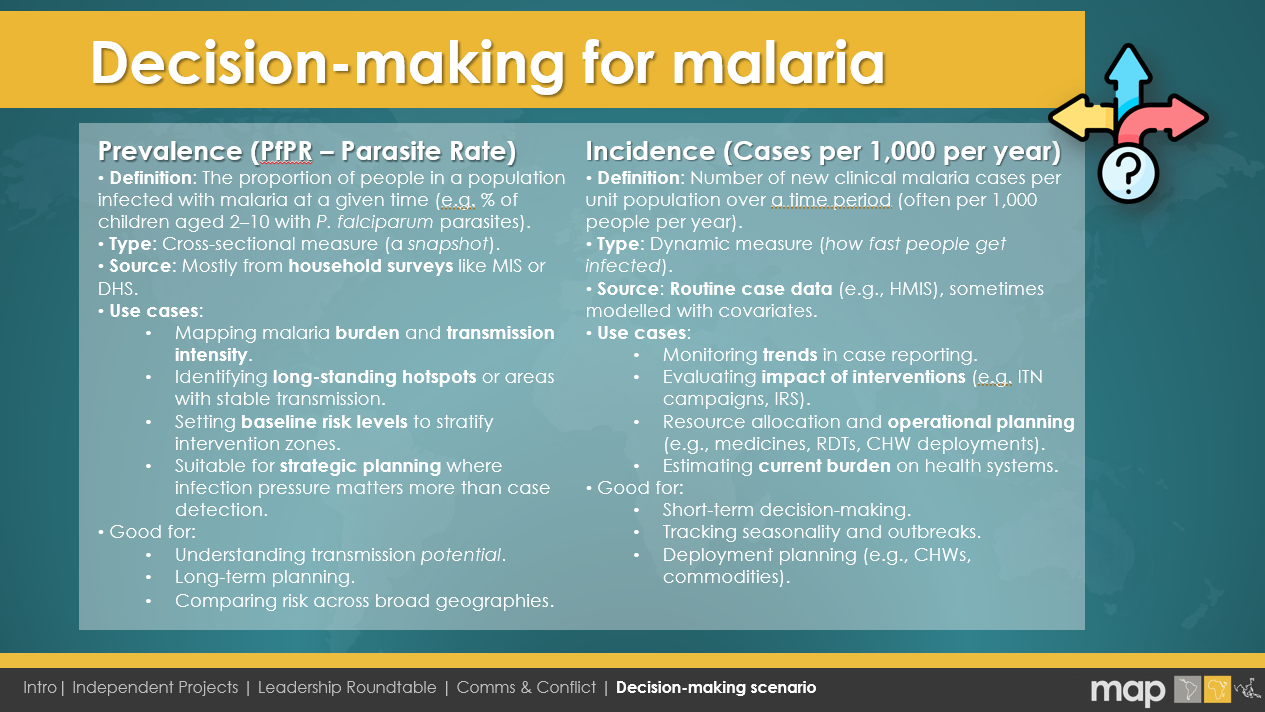 Decision-making for malaria
?
Prevalence (PfPR – Parasite Rate)
• Definition: The proportion of people in a population
infected with malaria at a given time (e.g. % of
children aged 2–10 with P. falciparum parasites).
• Type: Cross-sectional measure (a snapshot).
• Source: Mostly from household surveys like MIS or
DHS.
• Use cases:
• Mapping malaria burden and transmission
intensity.
• Identifying long-standing hotspots or areas
with stable transmission.
• Setting baseline risk levels to stratify
intervention zones.
• Suitable for strategic planning where
infection pressure matters more than case
detection.
• Good for:
• Understanding transmission potential.
• Long-term planning.
• Comparing risk across broad geographies.
Incidence (Cases per 1,000 per year)
• Definition: Number of new clinical malaria cases per
unit population over a time period (often per 1,000
people per year).
• Type: Dynamic measure (how fast people get
infected).
• Source: Routine case data (e.g., HMIS), sometimes
modelled with covariates.
• Use cases:
• Monitoring trends in case reporting.
• Evaluating impact of interventions (e.g. ITN
campaigns, IRS).
• Resource allocation and operational planning
(e.g., medicines, RDTs, CHW deployments).
• Estimating current burden on health systems.
• Good for:
• Short-term decision-making.
• Tracking seasonality and outbreaks.
• Deployment planning (e.g., CHWs,
commodities).
Intro| Independent Projects | Leadership Roundtable | Comms & Conflict | Decision-making scenario
map